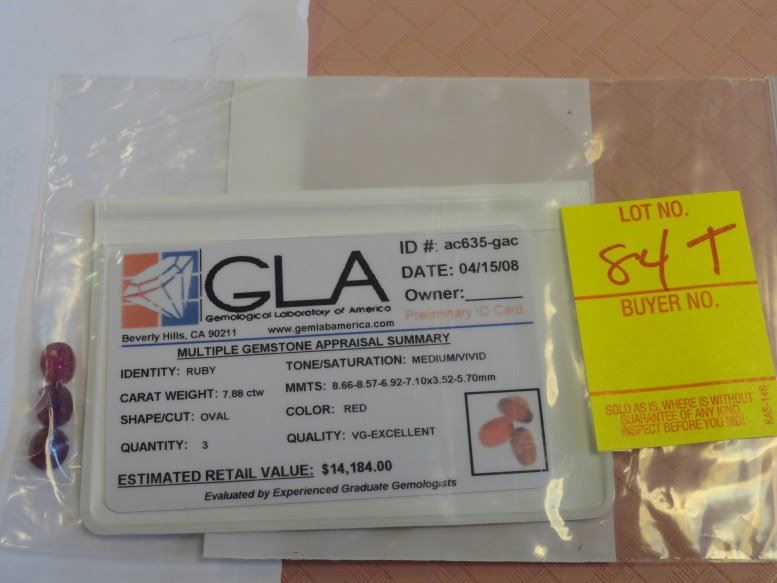 GLA
Gemological Laboratory of America
Beverly Hills, CA 90211
www.gemlabamerica.com
ID #: ac635-gac
DATE: 04/15/08
Owner:______
Preliminary ID Card
MULTIPLE GEMSTONE APPRAISAL SUMMARY
IDENTITY: RUBY
TONE/SATURATION: MEDIUM/VIVID
CARAT WEIGHT: 7.88 ctw
MMTS: 8.66-8.57-6.92-7.10x3.52-5.70mm
SHAPE/CUT: OVAL
COLOR: RED
QUANTITY: 3
QUALITY: VG-EXCELLENT
ESTIMATED RETAIL VALUE: $14,184.00
Evaluated by Experienced Graduate Gemologists
LOT NO.
84 T
BUYER NO.
SOLD AS IS, WHERE IS WITHOUT
GUARANTEE OF ANY KIND.
INSPECT BEFORE YOU BID!
KAS-14S